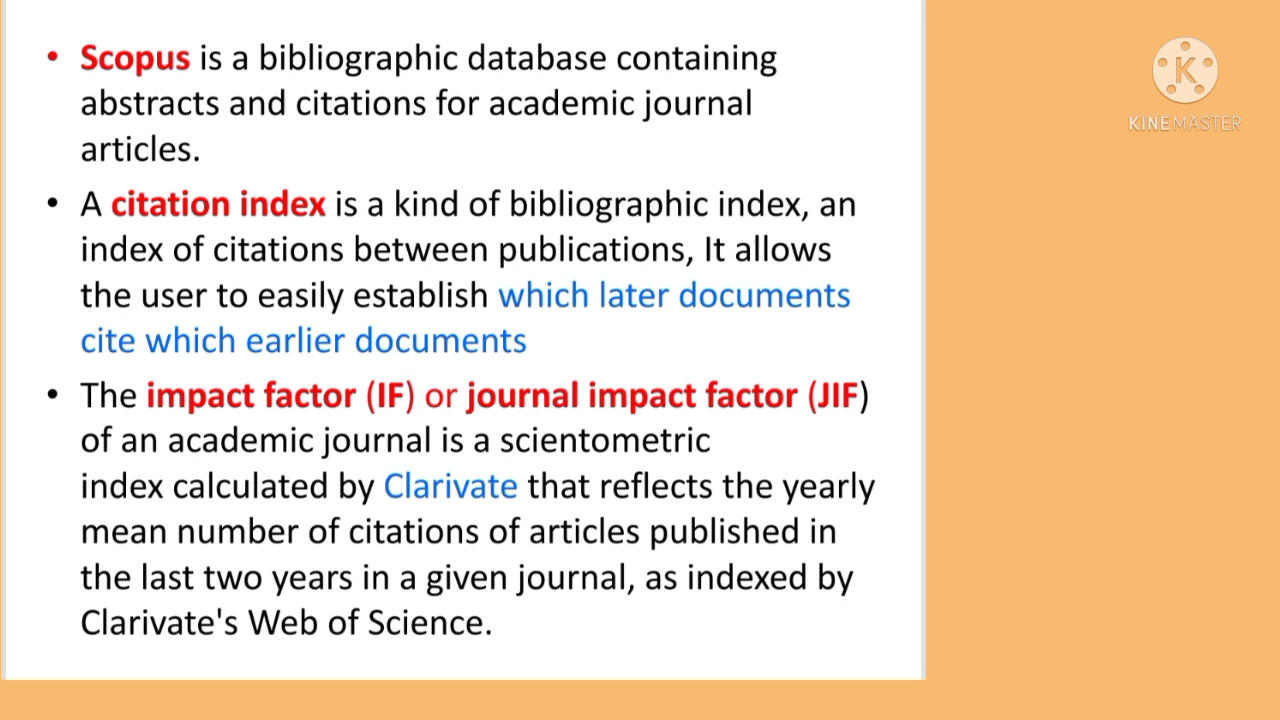 • Scopus is a bibliographic database containing
abstracts and citations for academic journal
articles.
• A citation index is a kind of bibliographic index, an
index of citations between publications, It allows
the user to easily establish which later documents
cite which earlier documents
• The impact factor (IF) or journal impact factor (JIF)
of an academic journal is a scientometric
index calculated by Clarivate that reflects the yearly
mean number of citations of articles published in
the last two years in a given journal, as indexed by
Clarivate's Web of Science.
K
KINEMASTER